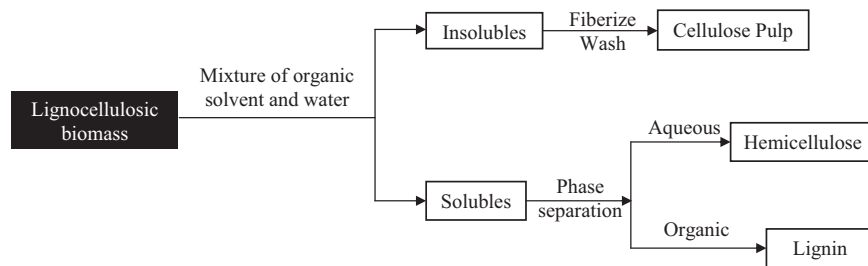 Lignocellulosic
biomass
Mixture of organic
solvent and water
Insolubles
Fiberize
Wash
Cellulose Pulp
Solubles
Phase
separation
Aqueous
Hemicellulose
Organic
Lignin